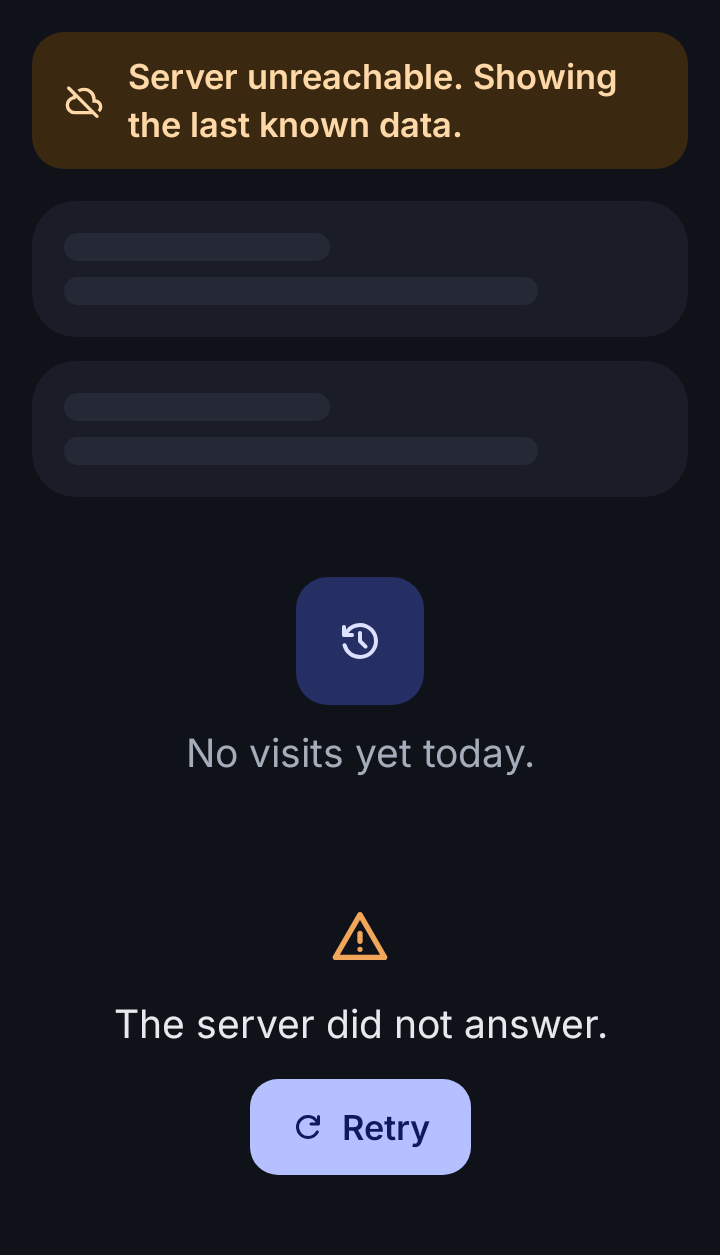 Server unreachable. Showing
the last known data.
No visits yet today.
The server did not answer.
Retry